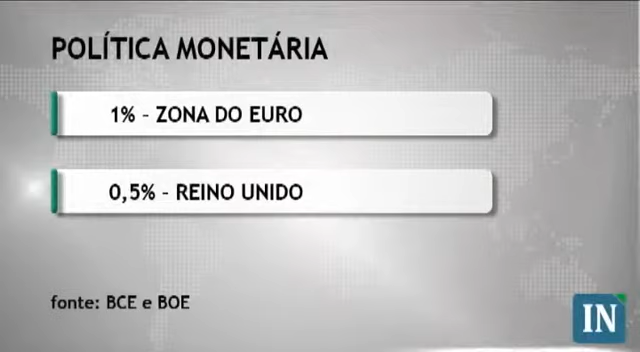 POLÍTICA MONETÁRIA
1% - ZONA DO EURO
0,5% - REINO UNIDO
fonte: BCE e BOE
IN